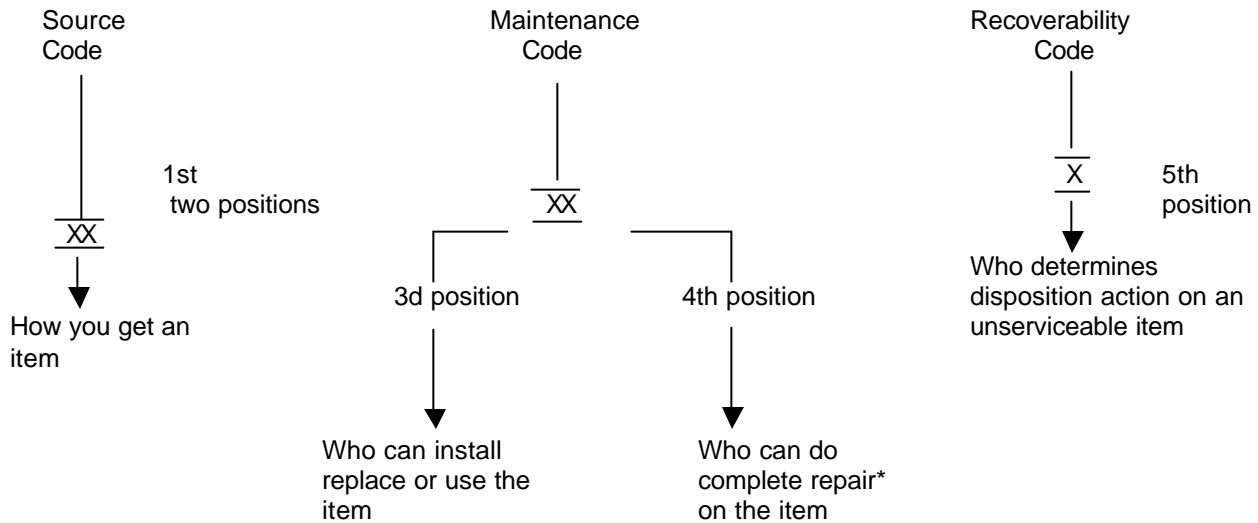 Source
Code
1st
two positions
XX
How you get an
item
Maintenance
Code
XX
3d position
4th position
Who can install
replace or use the
item
Who can do
complete repair*
on the item
Recoverability
Code
X
5th
position
Who determines
disposition action on an
unserviceable item